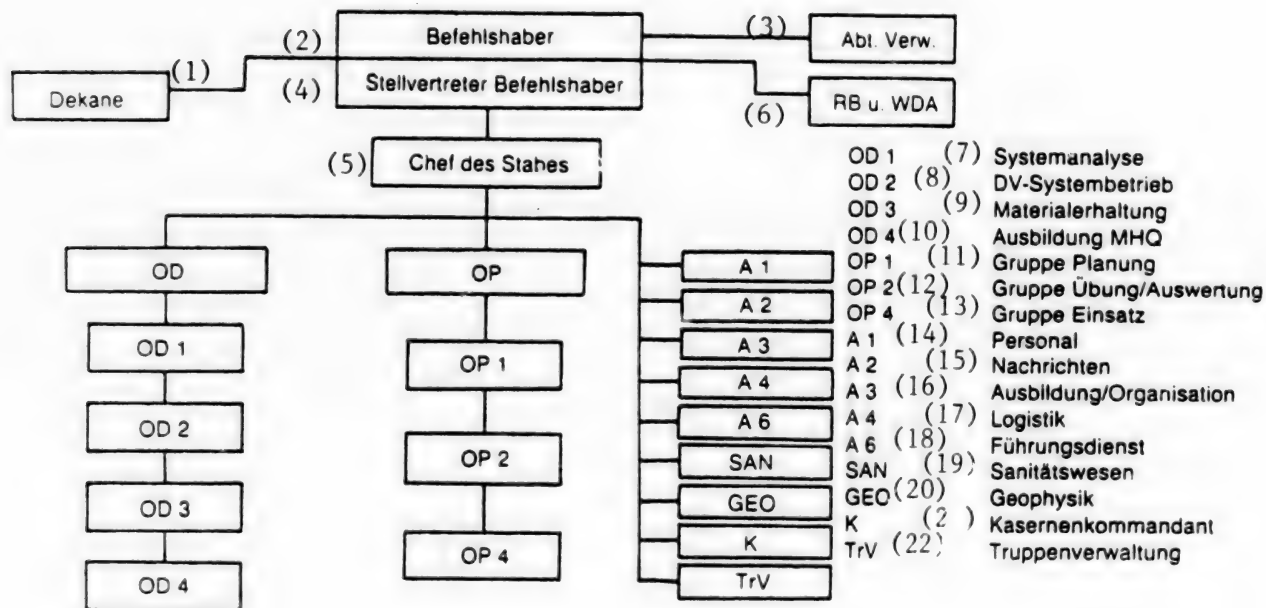 (2) Befehlshaber (3) Abt. Verw.
(1) Dekane
(4) Stellvertreter Befehlshaber
(6) RB u. WDA
(5) Chef des Stabes
OD
OD 1
OD 2
OD 3
OD 4
OP
OP 1
OP 2
OP 4
A 1
A 2
A 3
A 4
A 6
SAN
GEO
K
TrV
OD 1 (7) Systemanalyse
OD 2 (8) DV-Systembetrieb
OD 3 (9) Materialerhaltung
OD 4 (10) Ausbildung MHQ
OP 1 (11) Gruppe Planung
OP 2 (12) Gruppe Übung/Auswertung
OP 4 (13) Gruppe Einsatz
A 1 (14) Personal
A 2 (15) Nachrichten
A 3 (16) Ausbildung/Organisation
A 4 (17) Logistik
A 6 (18) Führungsdienst
SAN (19) Sanitätswesen
GEO (20) Geophysik
K (2 ) Kasernenkommandant
TrV (22) Truppenverwaltung